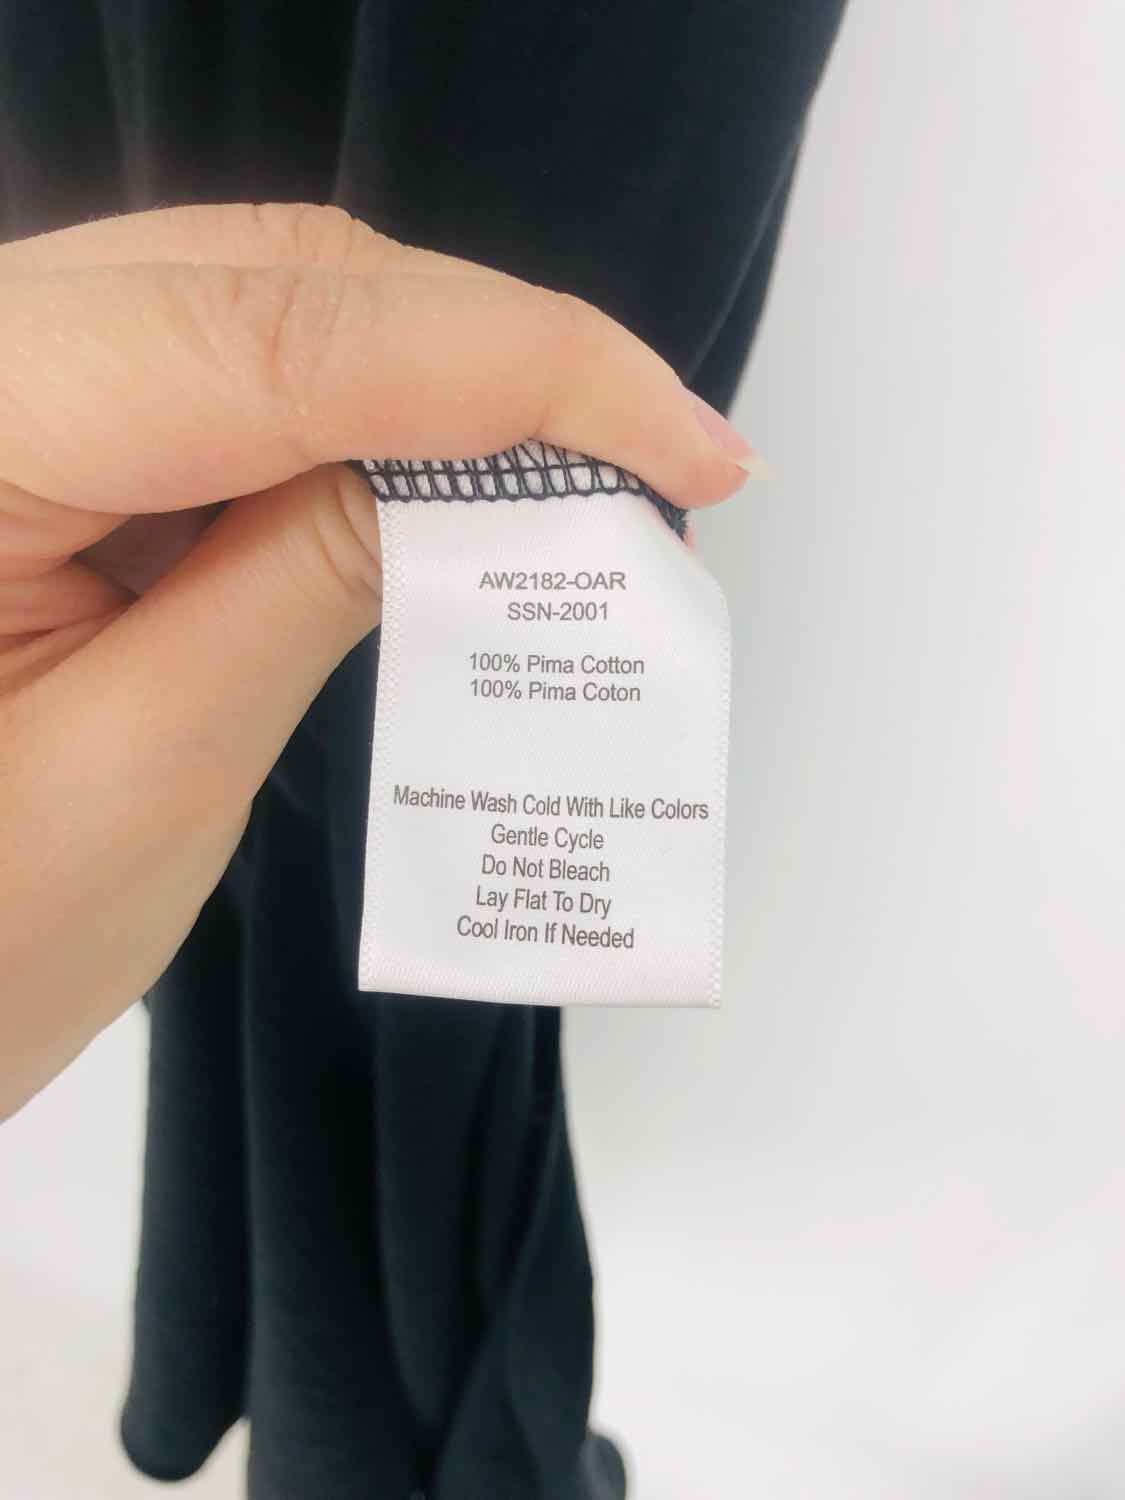 AW2182-OAR
SSN-2001
100% Pima Cotton
100% Pima Coton
Machine Wash Cold With Like Colors
Gentle Cycle
Do Not Bleach
Lay Flat To Dry
Cool Iron If Needed